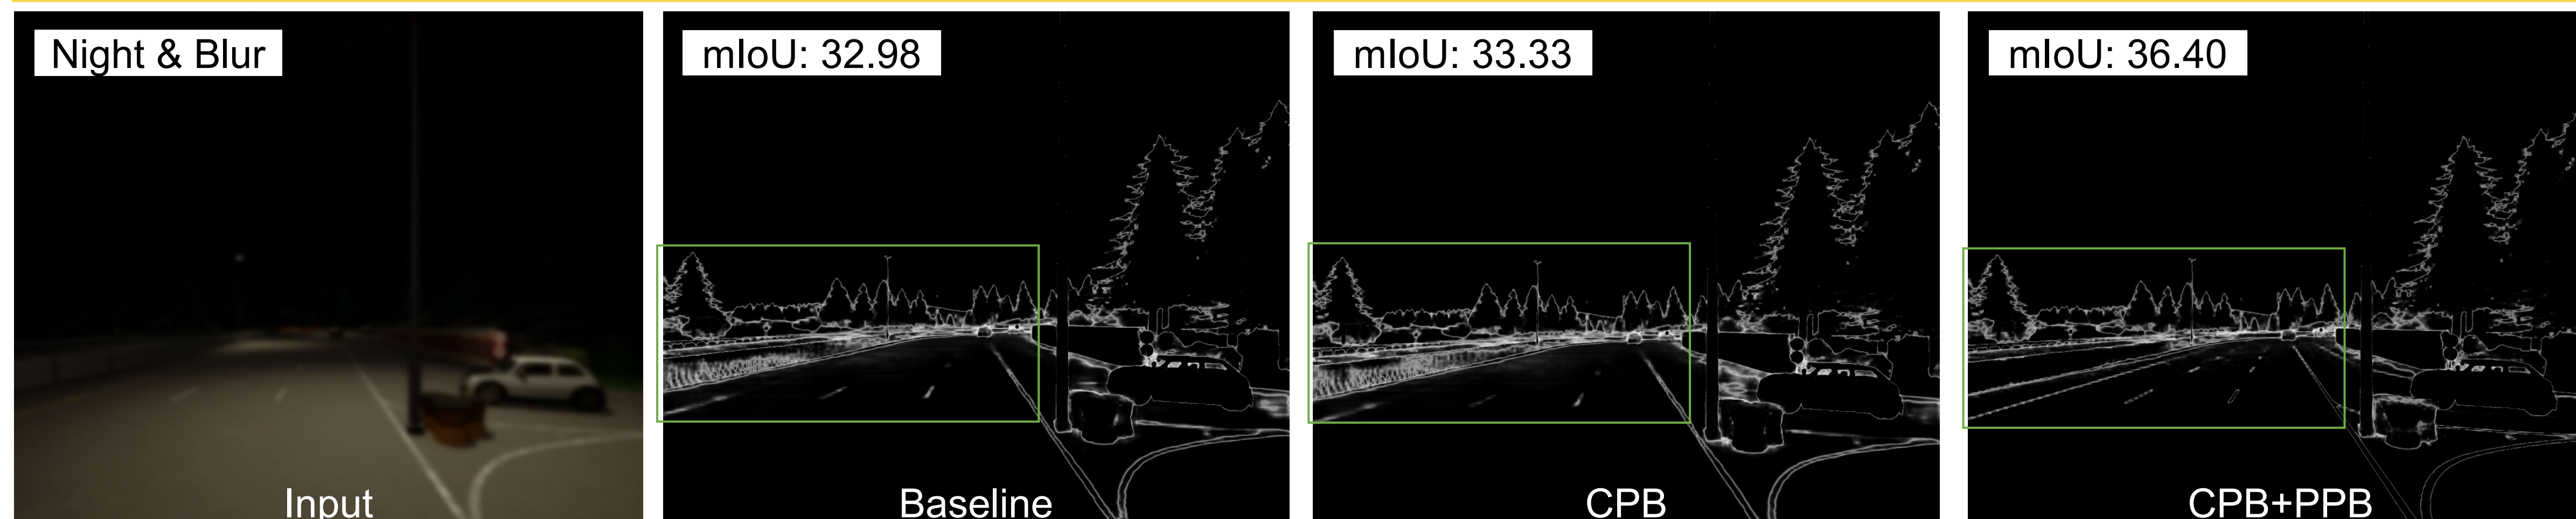 Night & Blur
mIoU: 32.98
mIoU: 33.33
mIoU: 36.40
Input
Baseline
CPB
CPB+PPB